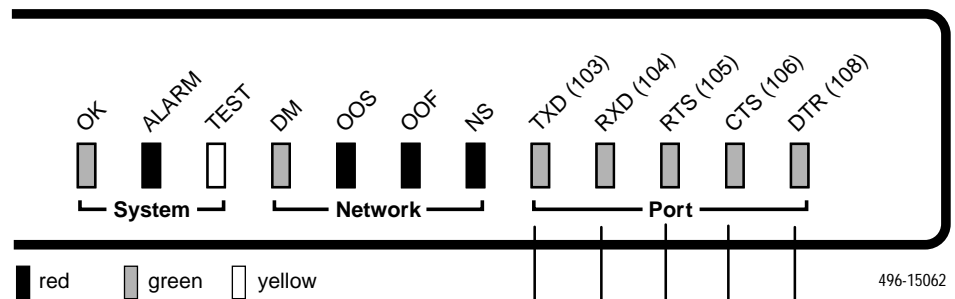 OK ALARM TEST DM OOS OOF NS TXD (103) RXD (104) RTS (105) CTS (106) DTR (108)
System Network Port
red green yellow 496-15062